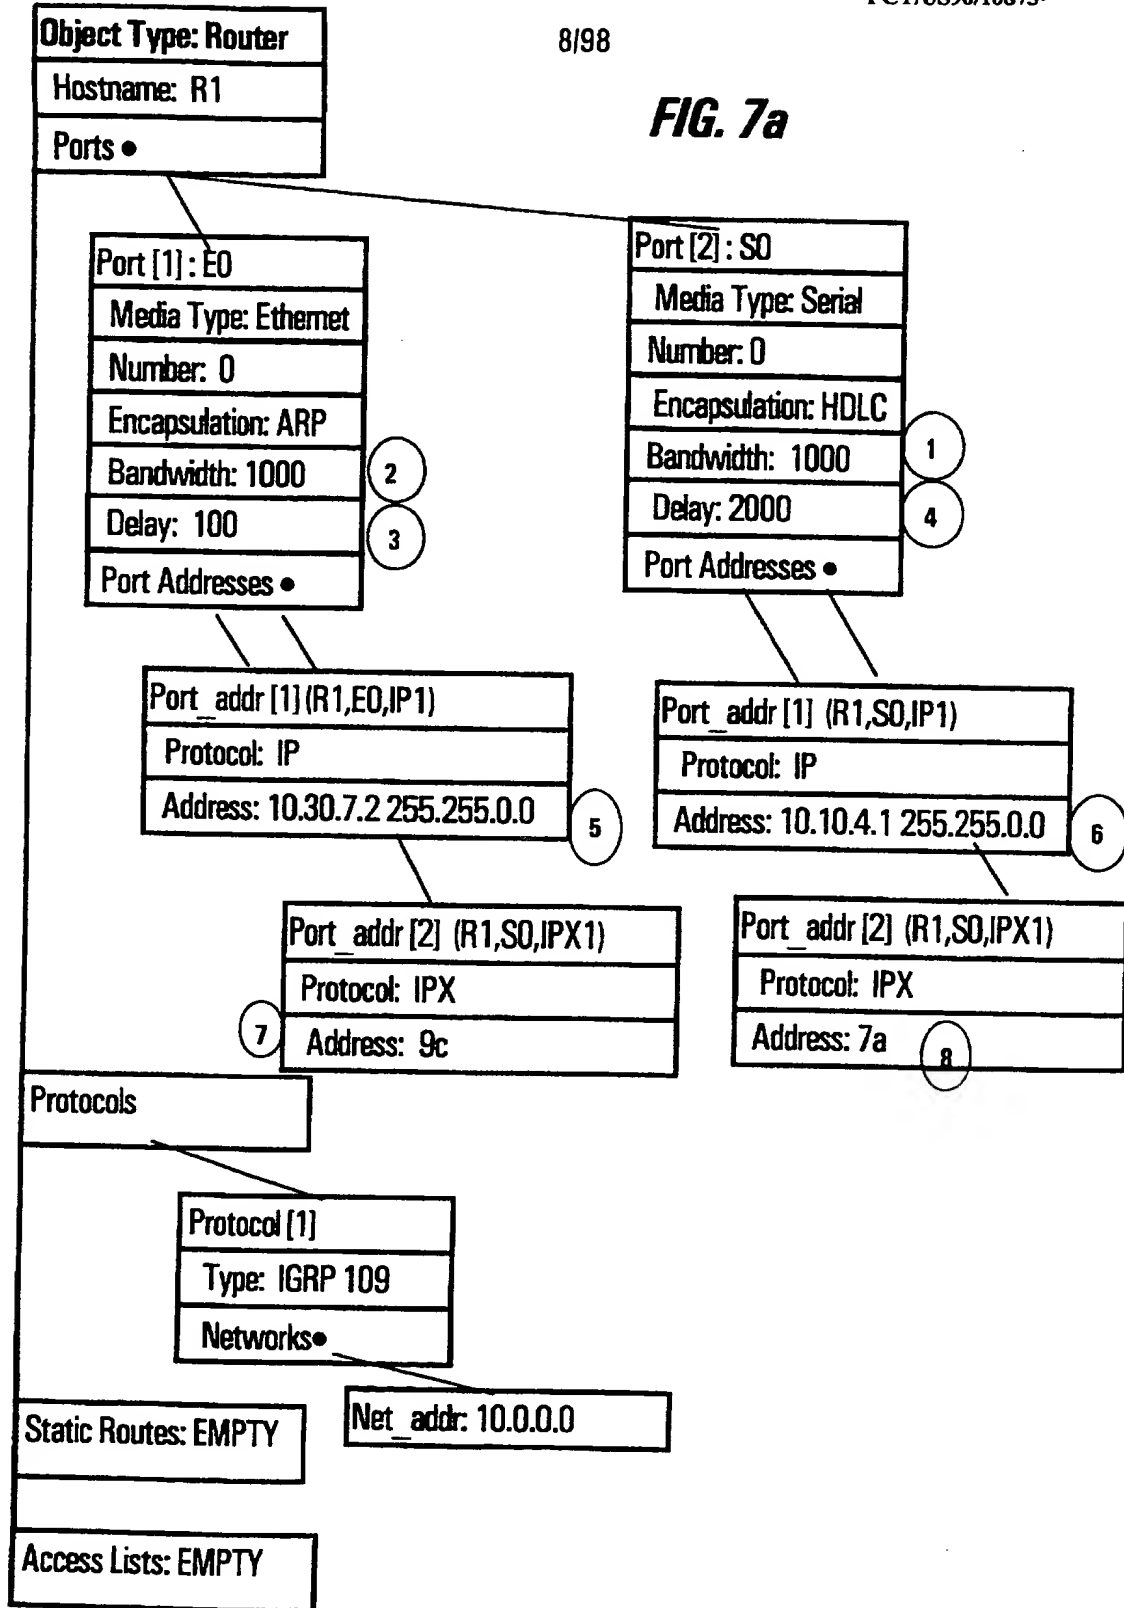 8/98
FIG. 7a
Object Type: Router
Hostname: R1
Ports •
Port [1] : E0
Media Type: Ethernet
Number: 0
Encapsulation: ARP
Bandwidth: 1000
2
Delay: 100
3
Port Addresses •
Port [2] : S0
Media Type: Serial
Number: 0
Encapsulation: HDLC
1
Bandwidth: 1000
Delay: 2000
4
Port Addresses •
Port_addr [1] (R1,E0,IP1)
Protocol: IP
Address: 10.30.7.2 255.255.0.0
5
Port_addr [1] (R1,S0,IP1)
Protocol: IP
Address: 10.10.4.1 255.255.0.0
6
Port_addr [2] (R1,S0,IPX1)
Protocol: IPX
7
Address: 9c
Port_addr [2] (R1,S0,IPX1)
Protocol: IPX
Address: 7a
8
Protocols
Protocol [1]
Type: IGRP 109
Networks•
Net_addr: 10.0.0.0
Static Routes: EMPTY
Access Lists: EMPTY